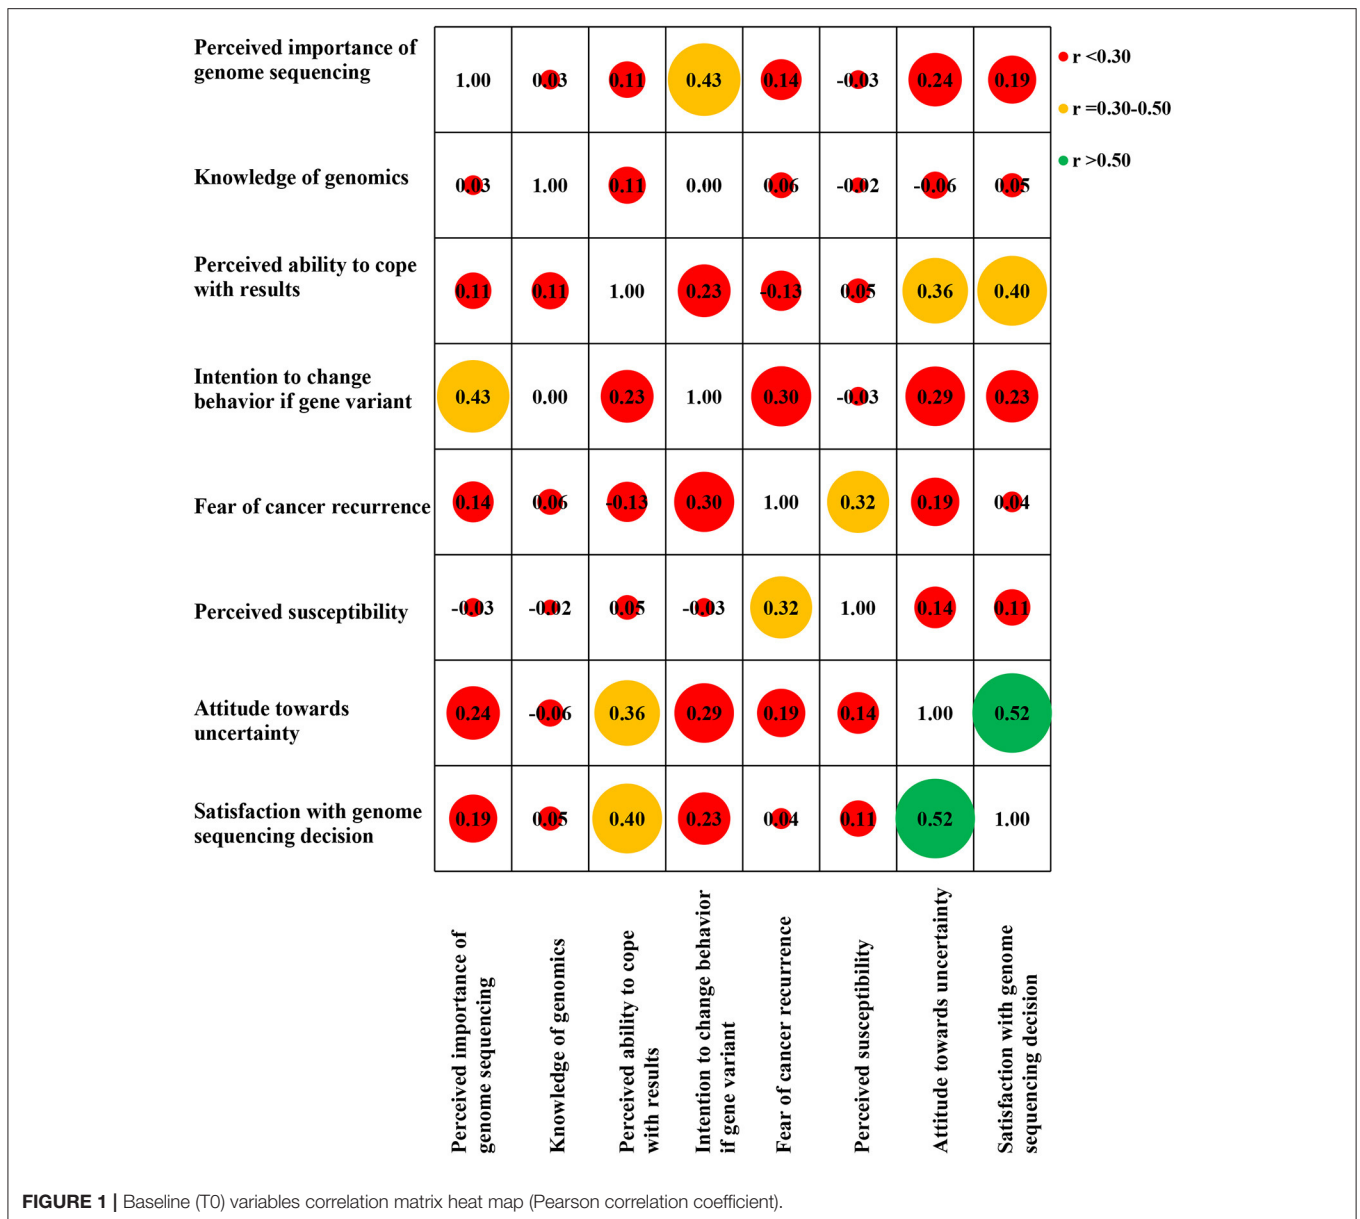 Perceived importance of
genome sequencing
1.00 0.03 0.11 0.43 0.14 -0.03 0.24 0.19
r <0.30
r =0.30-0.50
r >0.50
Knowledge of genomics
0.03 1.00 0.11 0.00 0.06 -0.02 -0.06 0.05
Perceived ability to cope
with results
0.11 0.11 1.00 0.23 -0.13 0.05 0.36 0.40
Intention to change
behavior if gene variant
0.43 0.00 0.23 1.00 0.30 -0.03 0.29 0.23
Fear of cancer recurrence
0.14 0.06 -0.13 0.30 1.00 0.32 0.19 0.04
Perceived susceptibility
-0.03 -0.02 0.05 -0.03 0.32 1.00 0.14 0.11
Attitude towards
uncertainty
0.24 -0.06 0.36 0.29 0.19 0.14 1.00 0.52
Satisfaction with genome
sequencing decision
0.19 0.05 0.40 0.23 0.04 0.11 0.52 1.00
Perceived importance of
genome sequencing
Knowledge of genomics
Perceived ability to cope
with results
Intention to change behavior
if gene variant
Fear of cancer recurrence
Perceived susceptibility
Attitude towards uncertainty
Satisfaction with genome
sequencing decision
FIGURE 1 | Baseline (T0) variables correlation matrix heat map (Pearson correlation coefficient).